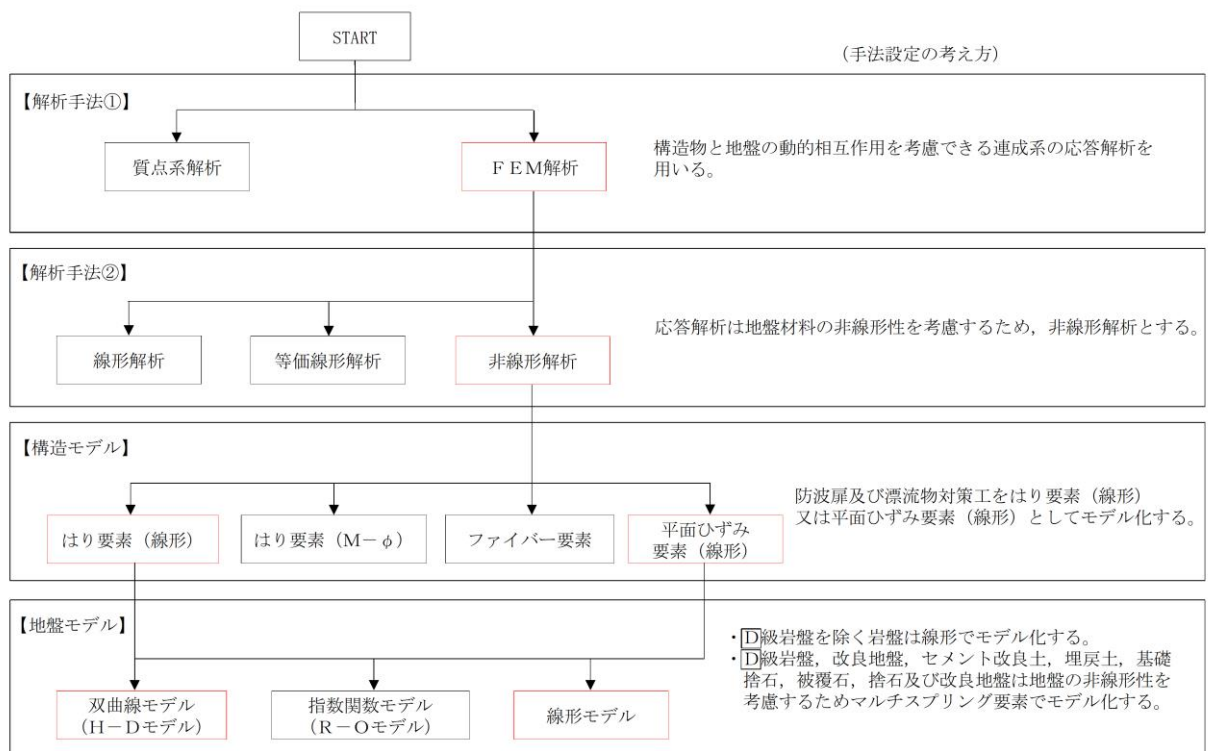 START
(手法設定の考え方)
【解析手法①】
質点系解析
FEM解析
構造物と地盤の動的相互作用を考慮できる連成系の応答解析を
用いる。
【解析手法②】
線形解析
等価線形解析
非線形解析
応答解析は地盤材料の非線形性を考慮するため，非線形解析とする。
【構造モデル】
はり要素（線形）
はり要素（M－φ）
ファイバー要素
平面ひずみ
要素（線形）
防波扉及び漂流物対策工をはり要素（線形）
又は平面ひずみ要素（線形）としてモデル化する。
【地盤モデル】
双曲線モデル
（H－Dモデル）
指数関数モデル
（R－Oモデル）
線形モデル
・D級岩盤を除く岩盤は線形でモデル化する。
・D級岩盤，改良地盤，セメント改良土，埋戻土，基礎
捨石，被覆石，捨石及び改良地盤は地盤の非線形性を
考慮するためマルチスプリング要素でモデル化する。